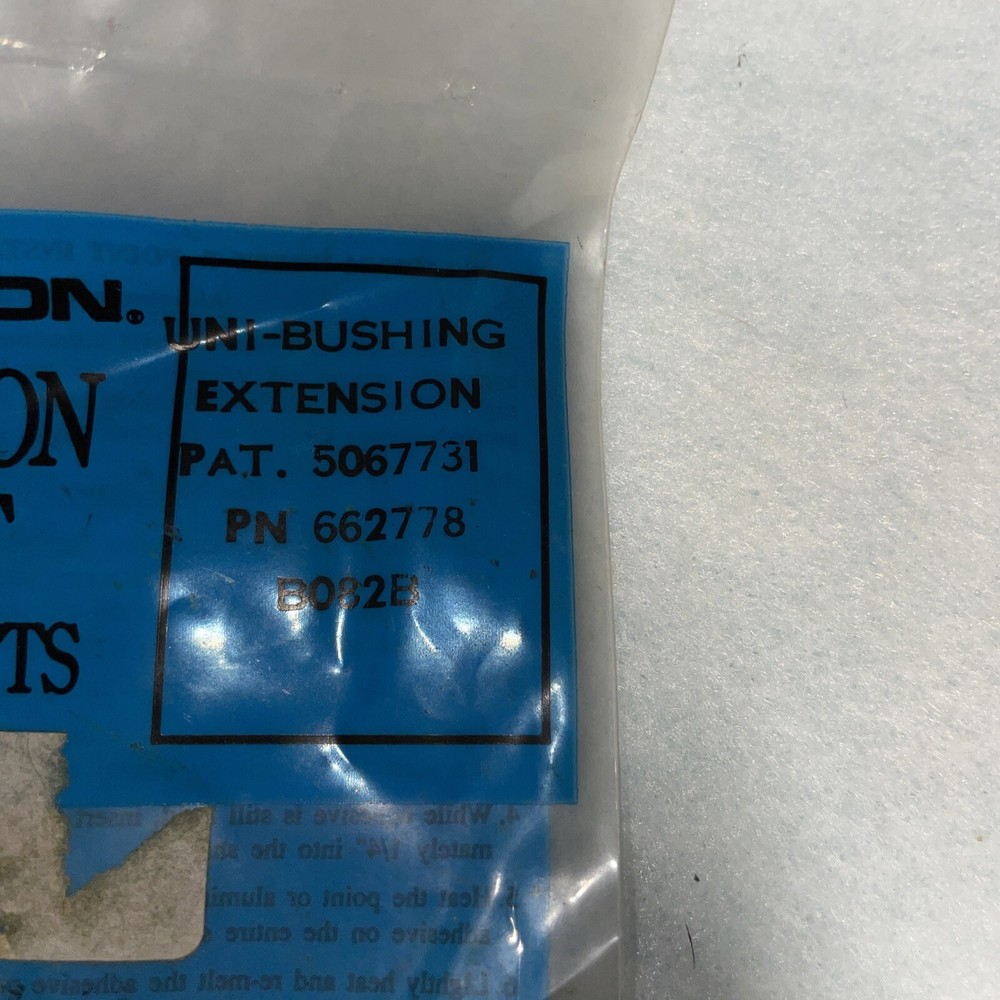 ON®
UNI-BUSHING
EXTENSION
PAT. 5067731
PN 662778
B082B
ON
TS
4. While adhesive is still
insert
mately 1/4" into the
Heat the point or
adhesive on the entire
Lightly heat and re-melt the adhesive